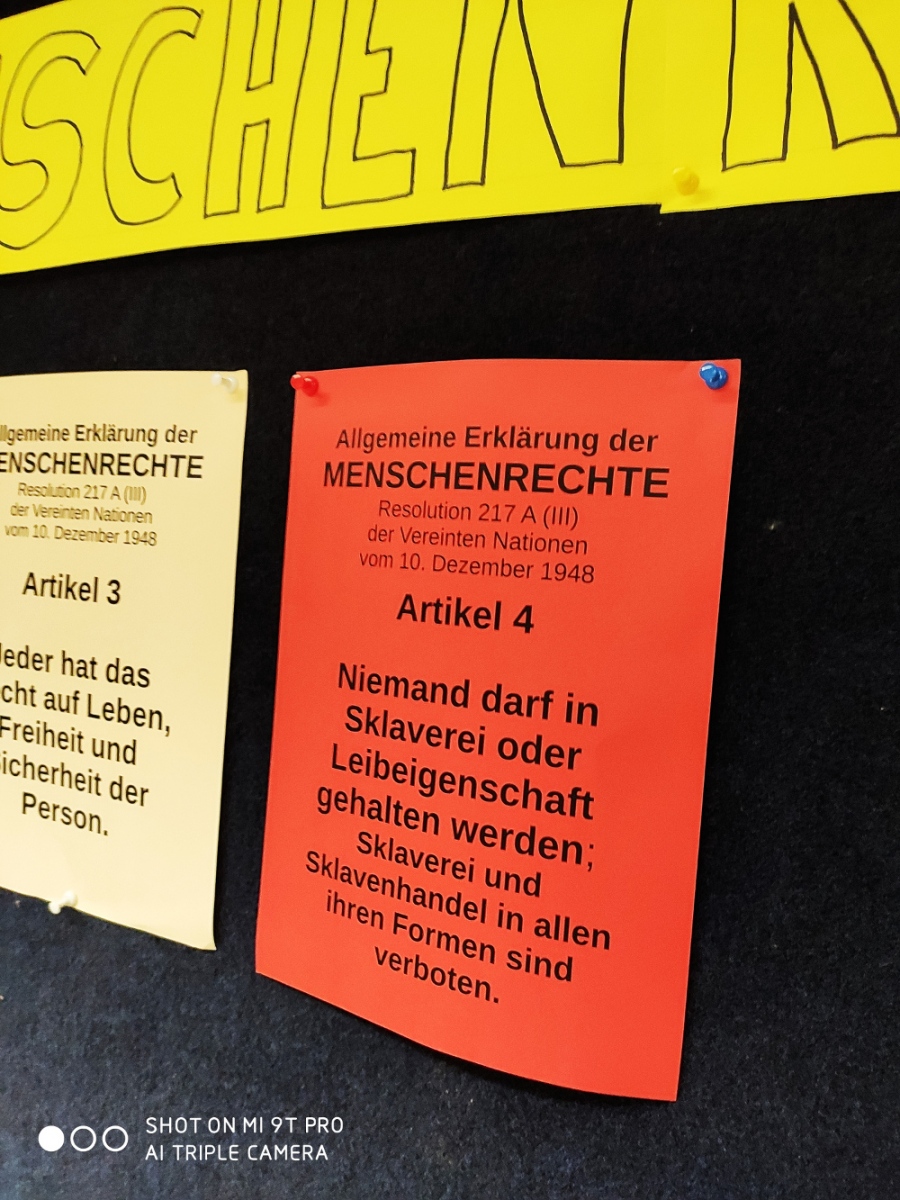 SCHEN R
llgemeine Erklärung der
ENSCHENRECHTE
Resolution 217 A (III)
der Vereinten Nationen
vom 10. Dezember 1948
Artikel 3
Jeder hat das
cht auf Leben,
Freiheit und
Sicherheit der
Person.
Allgemeine Erklärung der
MENSCHENRECHTE
Resolution 217 A (III)
der Vereinten Nationen
vom 10. Dezember 1948
Artikel 4
Niemand darf in
Sklaverei oder
Leibeigenschaft
gehalten werden;
Sklaverei und
Sklavenhandel in allen
ihren Formen sind
verboten.
SHOT ON MI 9T PRO
AI TRIPLE CAMERA